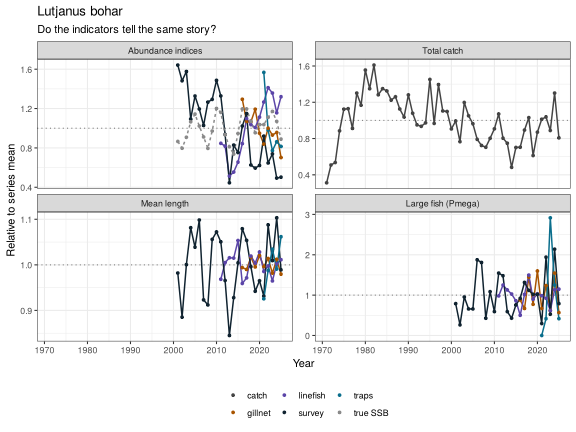 Lutjanus bohar
Do the indicators tell the same story?
Abundance indices
Total catch
1.6
1.2
0.8
0.4
1.6
1.2
0.8
0.4
Mean length
Large fish (Pmega)
1.1
1.0
0.9
3
2
1
0
1970 1980 1990 2000 2010 2020
1970 1980 1990 2000 2010 2020
Relative to series mean
Year
catch linefish traps
gillnet survey true SSB